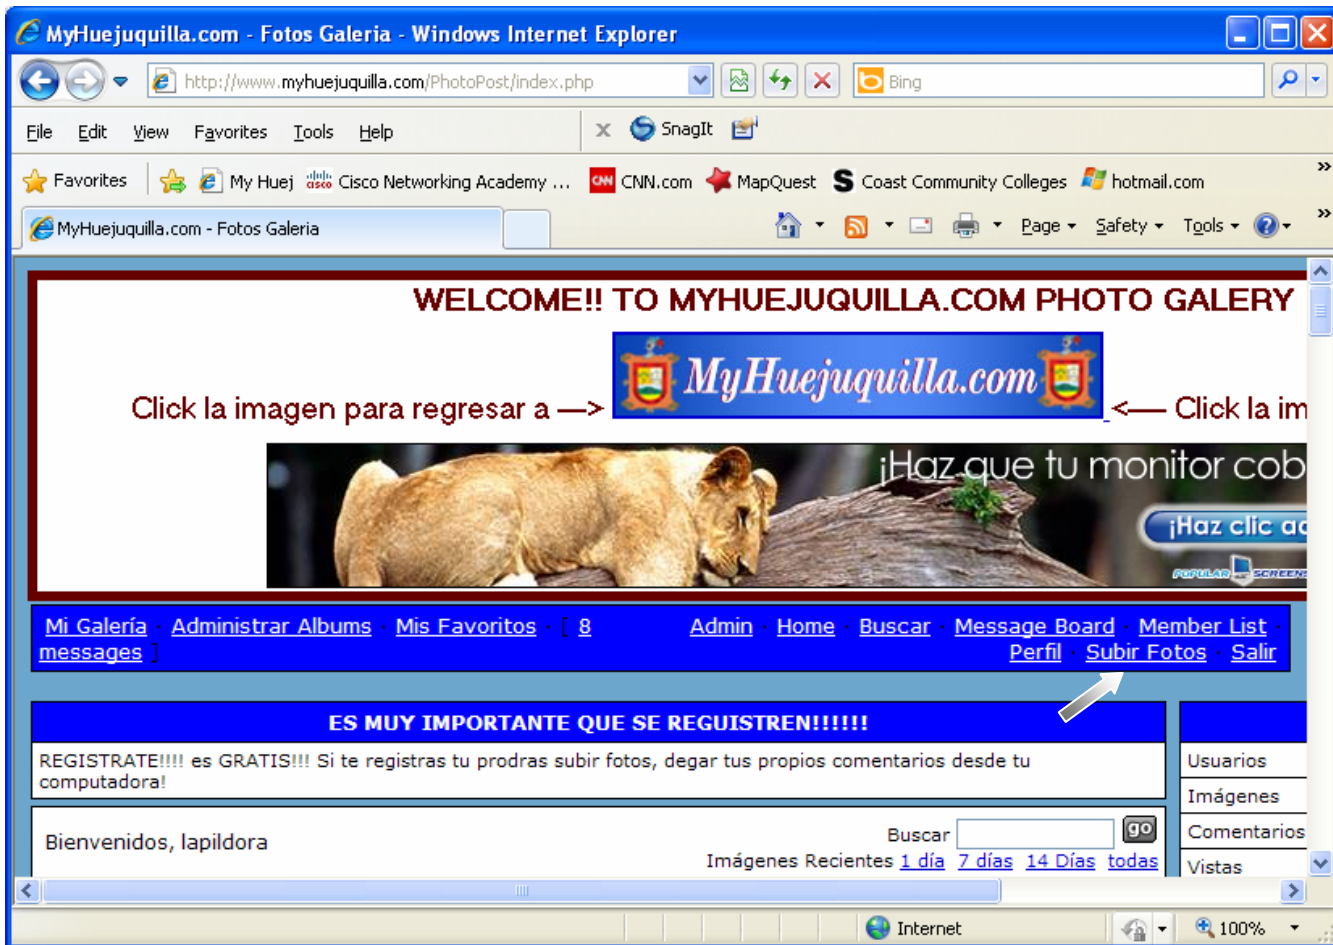 MyHuejuquilla.com - Fotos Galeria - Windows Internet Explorer
http://www.myhuejuquilla.com/PhotoPost/index.php
Bing
File Edit View Favorites Tools Help
x SnagIt
Favorites My Huej Cisco Networking Academy ... CNN.com MapQuest Coast Community Colleges hotmail.com »
MyHuejuquilla.com - Fotos Galeria
Page Safety Tools »
WELCOME!! TO MYHUEJUQUILLA.COM PHOTO GALERY
MyHuejuquilla.com
Click la imagen para regresar a —> <— Click la im
¡Haz que tu monitor cob
¡Haz clic ac
POPULAR SCREENS
Mi Galería · Administrar Albums · Mis Favoritos · [ 8
messages ]
Admin · Home · Buscar · Message Board · Member List ·
Perfil · Subir Fotos · Salir
ES MUY IMPORTANTE QUE SE REGUISTREN!!!!!!
REGISTRATE!!!! es GRATIS!!! Si te registras tu prodras subir fotos, degar tus propios comentarios desde tu
computadora!
Bienvenidos, lapildora
Buscar go
Imágenes Recientes 1 día 7 días 14 Días todas
Usuarios
Imágenes
Comentarios
Vistas
Internet
100%